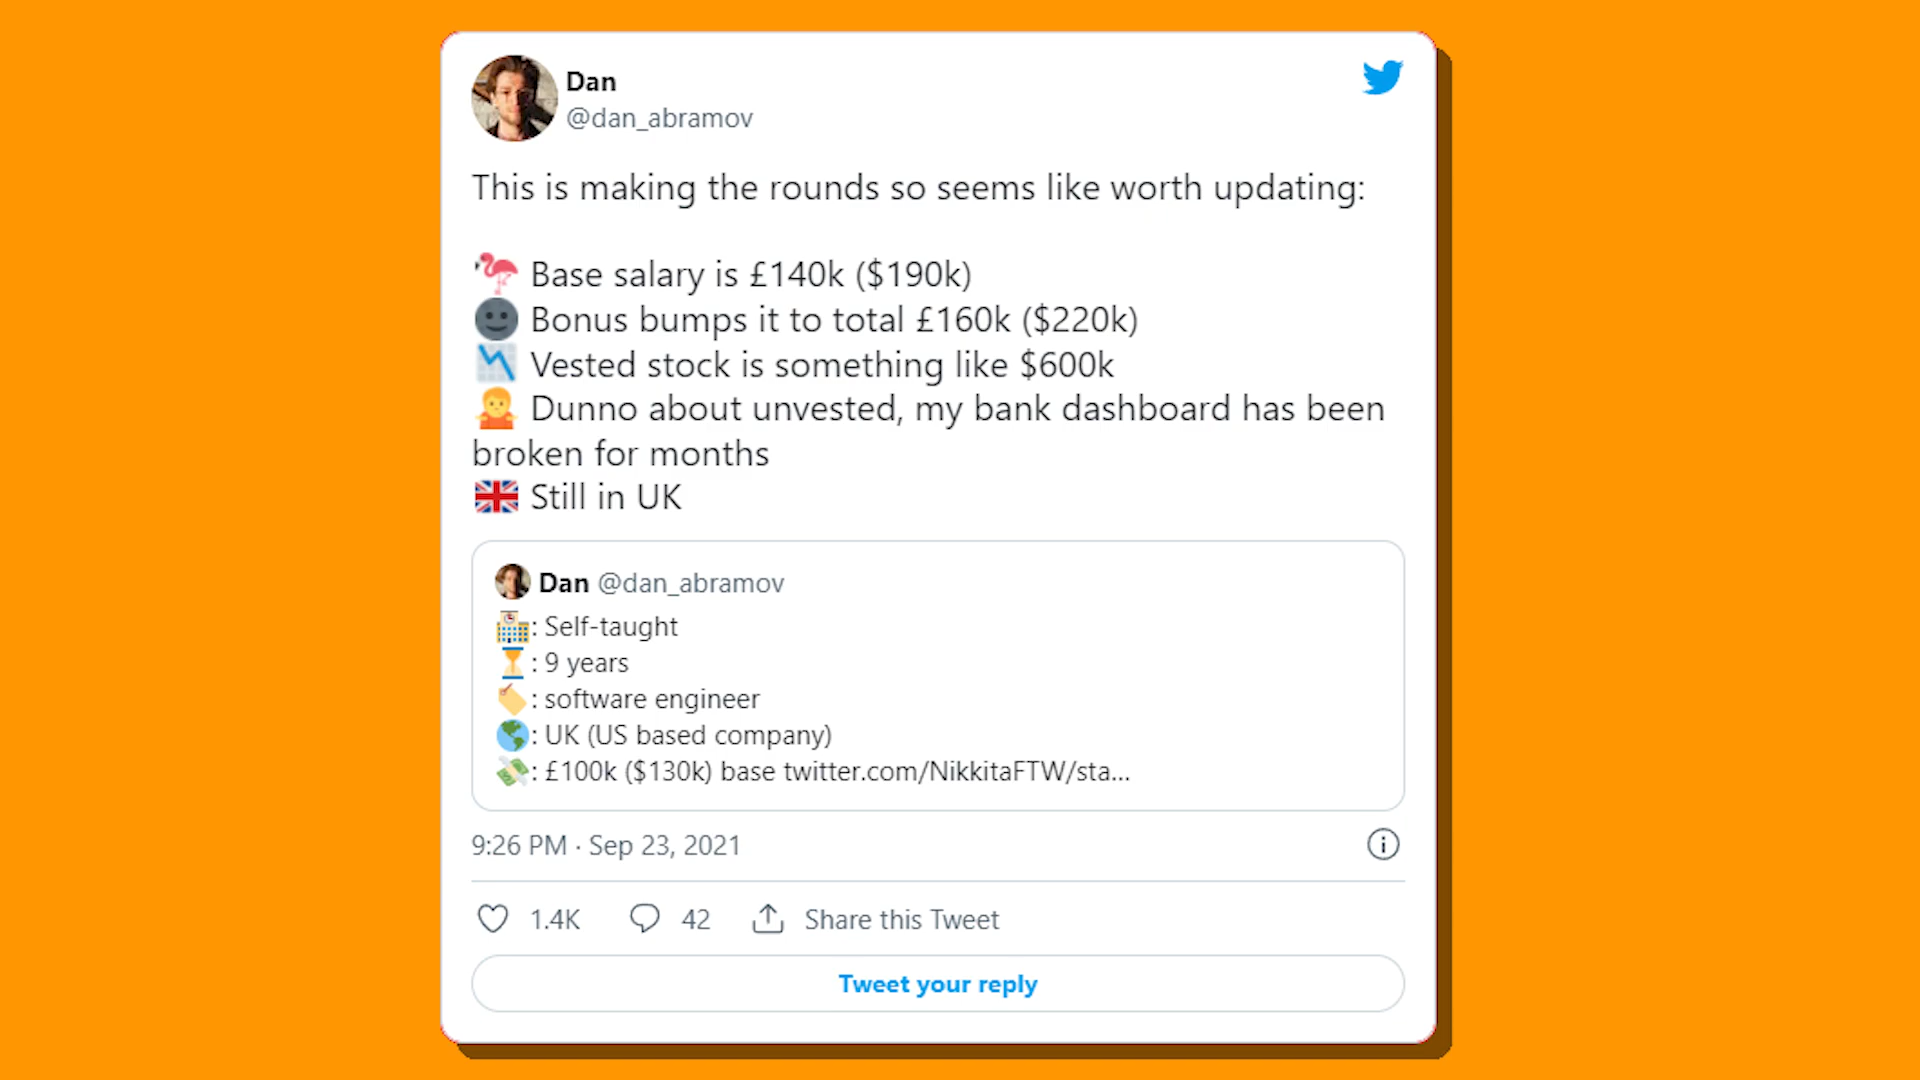 Dan
@dan_abramov
This is making the rounds so seems like worth updating:
🦩 Base salary is £140k ($190k)
🌚 Bonus bumps it to total £160k ($220k)
📉 Vested stock is something like $600k
🤷 Dunno about unvested, my bank dashboard has been
broken for months
🇬🇧 Still in UK
Dan @dan_abramov
🏫: Self-taught
⏳: 9 years
🏷: software engineer
🌎: UK (US based company)
💸: £100k ($130k) base twitter.com/NikkitaFTW/sta...
9:26 PM · Sep 23, 2021
1.4K 42 Share this Tweet
Tweet your reply